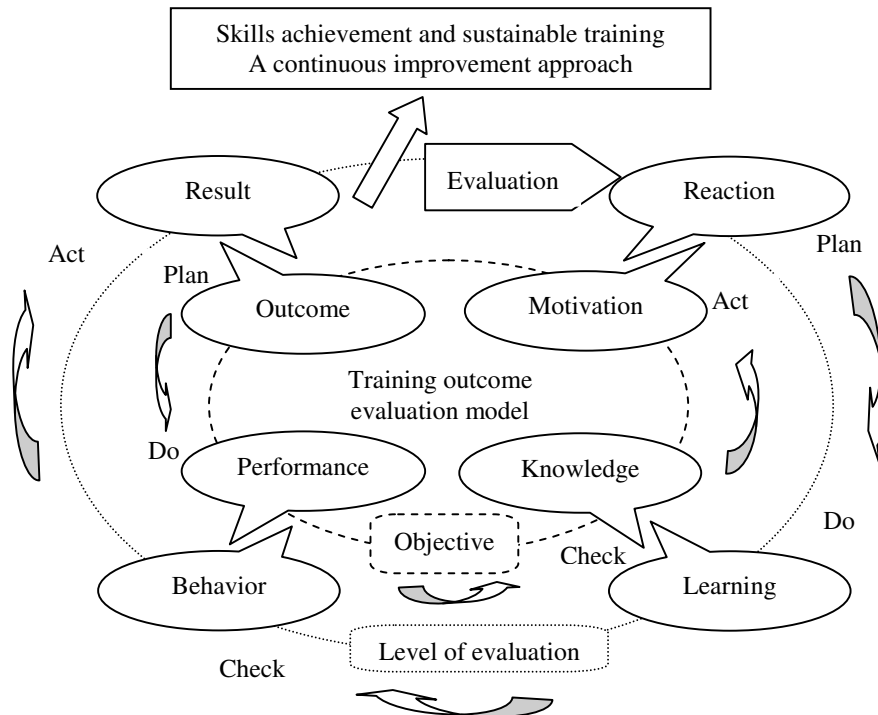 Skills achievement and sustainable training
A continuous improvement approach
Evaluation
Result
Reaction
Act
Plan
Plan
Outcome
Motivation
Act
Training outcome
evaluation model
Do
Performance
Knowledge
Do
Objective
Check
Behavior
Learning
Level of evaluation
Check